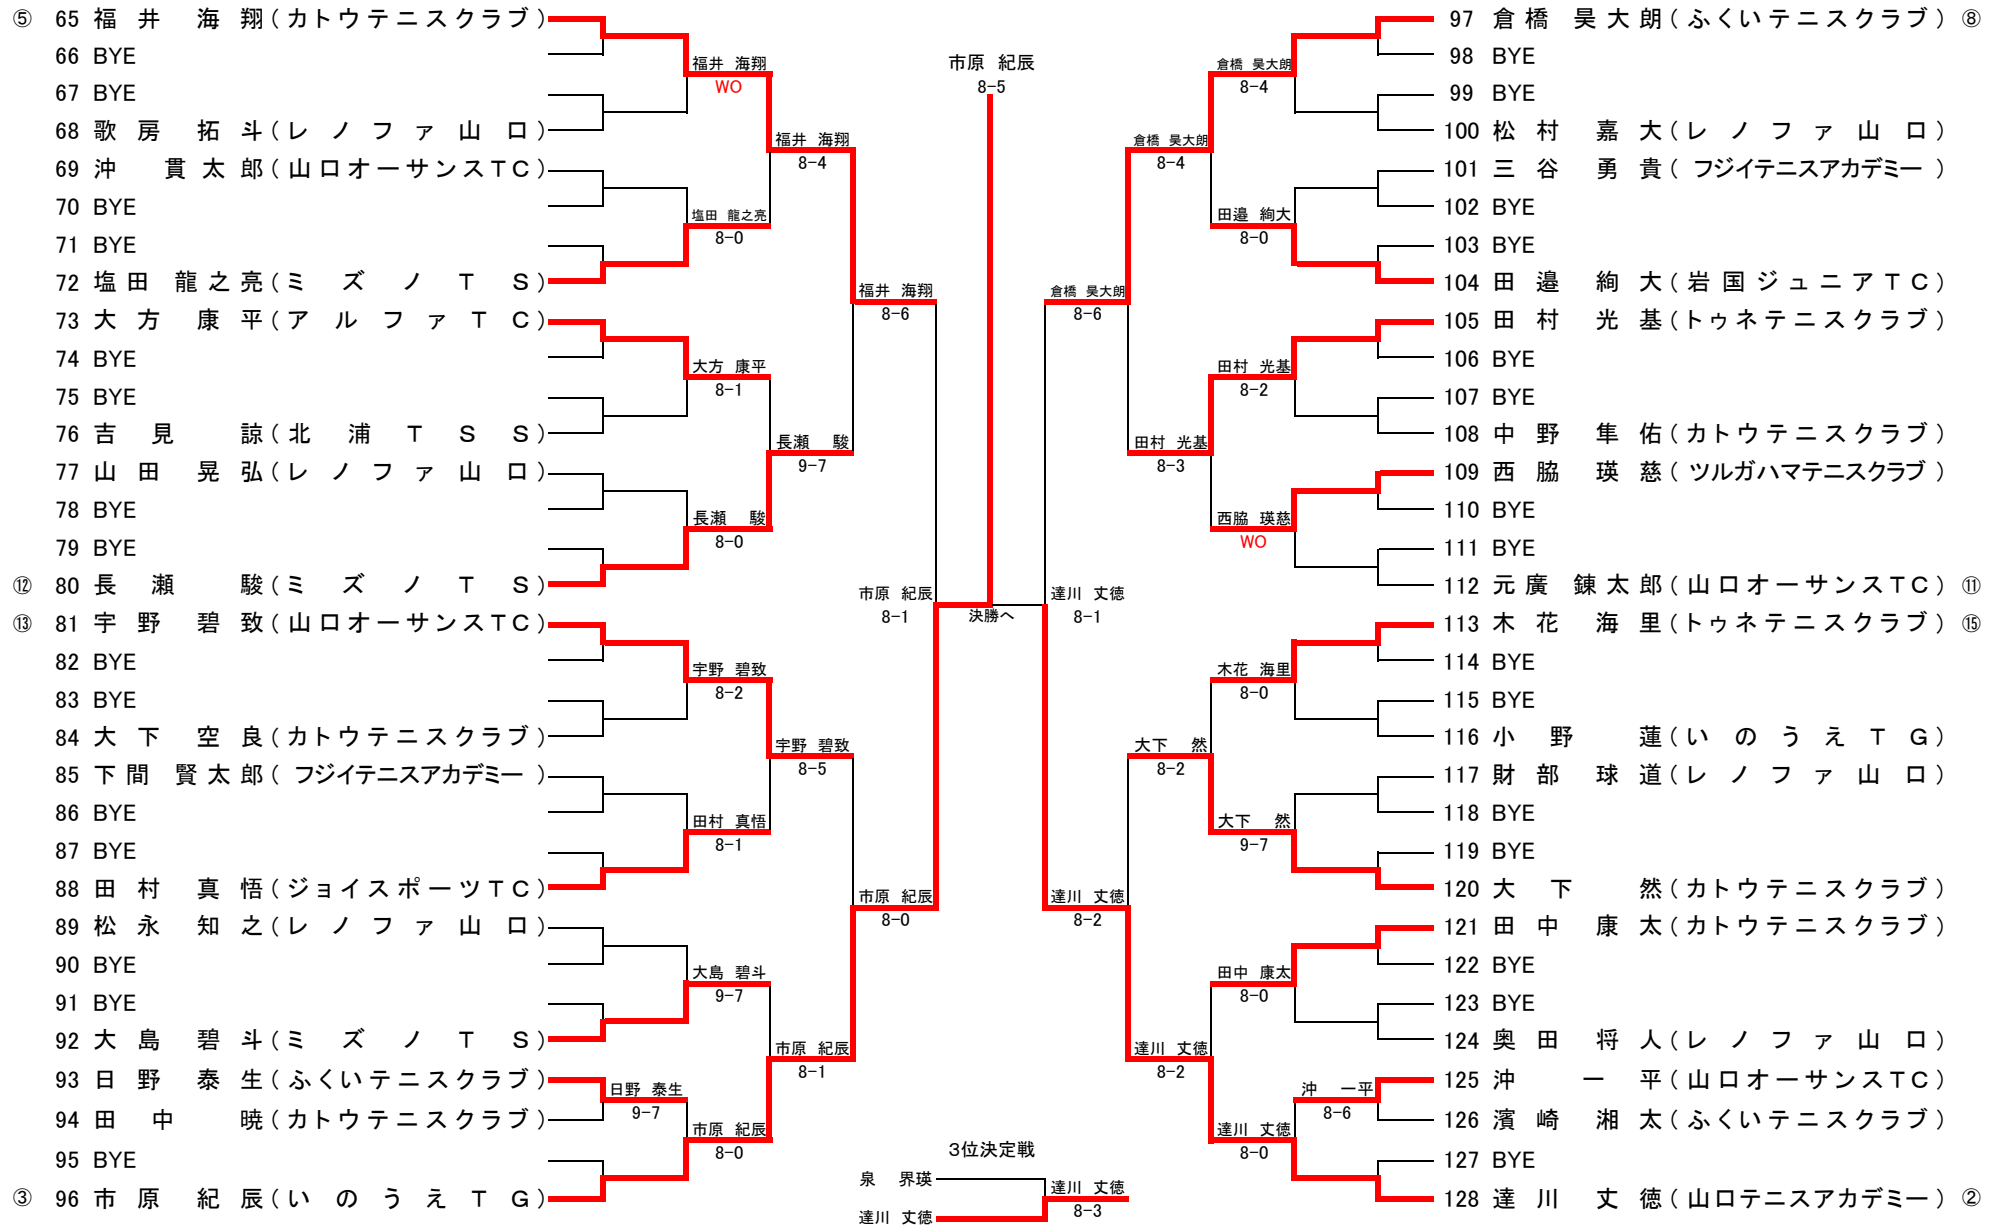 ⑤ 65 福井 海翔(カトウテニスクラブ)
66 BYE
67 BYE
68 歌房 拓斗(レノファ山口)
69 沖 貫太郎(山口オーサンスTC)
70 BYE
71 BYE
72 塩田 龍之亮(ミズノTS)
73 大方 康平(アルファTC)
74 BYE
75 BYE
76 吉見 諒(北浦TSS)
77 山田 晃弘(レノファ山口)
78 BYE
79 BYE
⑫ 80 長瀬 駿(ミズノTS)
⑬ 81 宇野 碧致(山口オーサンスTC)
82 BYE
83 BYE
84 大下 空良(カトウテニスクラブ)
85 下間 賢太郎(フジイテニスアカデミー)
86 BYE
87 BYE
88 田村 真悟(ジョイスポーツTC)
89 松永 知之(レノファ山口)
90 BYE
91 BYE
92 大島 碧斗(ミズノTS)
93 日野 泰生(ふくいテニスクラブ)
94 田中 暁(カトウテニスクラブ)
95 BYE
③ 96 市原 紀辰(いのうえTG)
福井 海翔
WO
塩田 龍之亮
8-0
大方 康平
8-1
長瀬 駿
8-0
宇野 碧致
8-2
田村 真悟
8-1
大島 碧斗
9-7
日野 泰生
9-7
市原 紀辰
8-0
福井 海翔
8-4
長瀬 駿
9-7
宇野 碧致
8-5
市原 紀辰
8-1
福井 海翔
8-6
市原 紀辰
8-0
市原 紀辰
8-1
市原 紀辰
8-5
決勝へ
達川 丈徳
8-1
倉橋 昊大朗
8-6
達川 丈徳
8-2
倉橋 昊大朗
8-4
田村 光基
8-3
大下 然
8-2
達川 丈徳
8-2
倉橋 昊大朗
8-4
田邉 絢大
8-0
田村 光基
8-2
西脇 瑛慈
WO
木花 海里
8-0
大下 然
9-7
田中 康太
8-0
沖 一平
8-6
達川 丈徳
8-0
3位決定戦
泉 界瑛
達川 丈徳
達川 丈徳
8-3
97 倉橋 昊大朗(ふくいテニスクラブ) ⑧
98 BYE
99 BYE
100 松村 嘉大(レノファ山口)
101 三谷 勇貴(フジイテニスアカデミー)
102 BYE
103 BYE
104 田邉 絢大(岩国ジュニアTC)
105 田村 光基(トゥネテニスクラブ)
106 BYE
107 BYE
108 中野 隼佑(カトウテニスクラブ)
109 西脇 瑛慈(ツルガハマテニスクラブ)
110 BYE
111 BYE
112 元廣 錬太郎(山口オーサンスTC) ⑪
113 木花 海里(トゥネテニスクラブ) ⑮
114 BYE
115 BYE
116 小野 蓮(いのうえTG)
117 財部 球道(レノファ山口)
118 BYE
119 BYE
120 大下 然(カトウテニスクラブ)
121 田中 康太(カトウテニスクラブ)
122 BYE
123 BYE
124 奥田 将人(レノファ山口)
125 沖 一平(山口オーサンスTC)
126 濱崎 湘太(ふくいテニスクラブ)
127 BYE
128 達川 丈徳(山口テニスアカデミー) ②